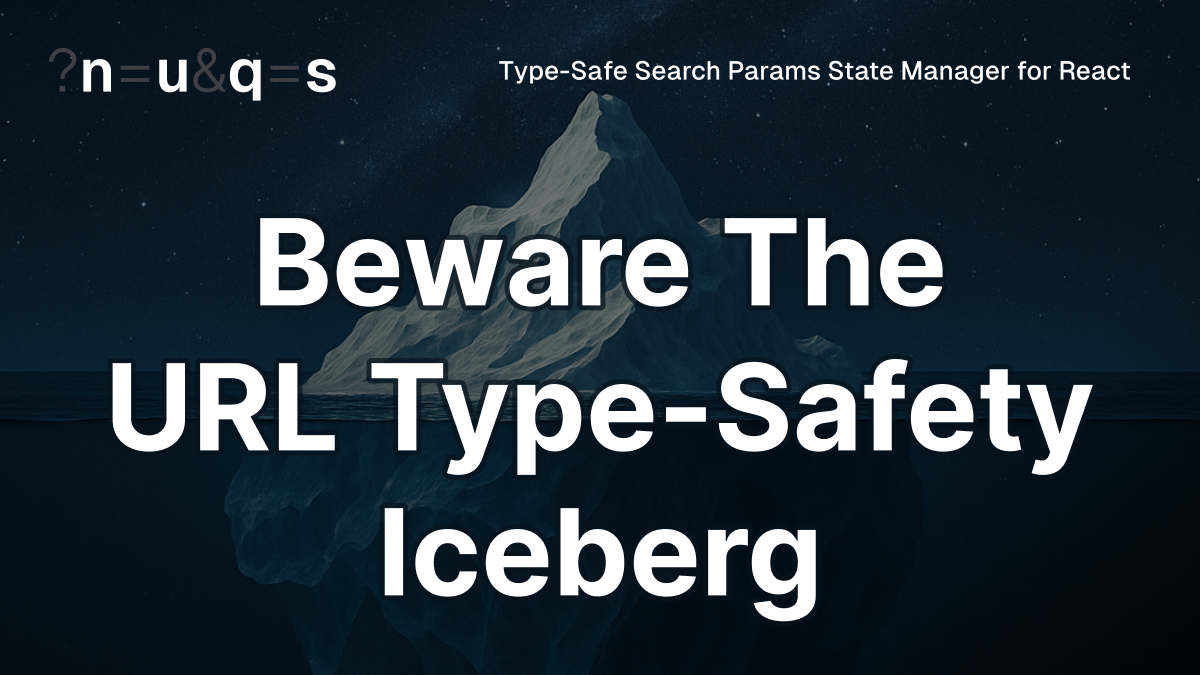 ?n=u&q=s
Type-Safe Search Params State Manager for React
Beware The
URL Type-Safety
Iceberg